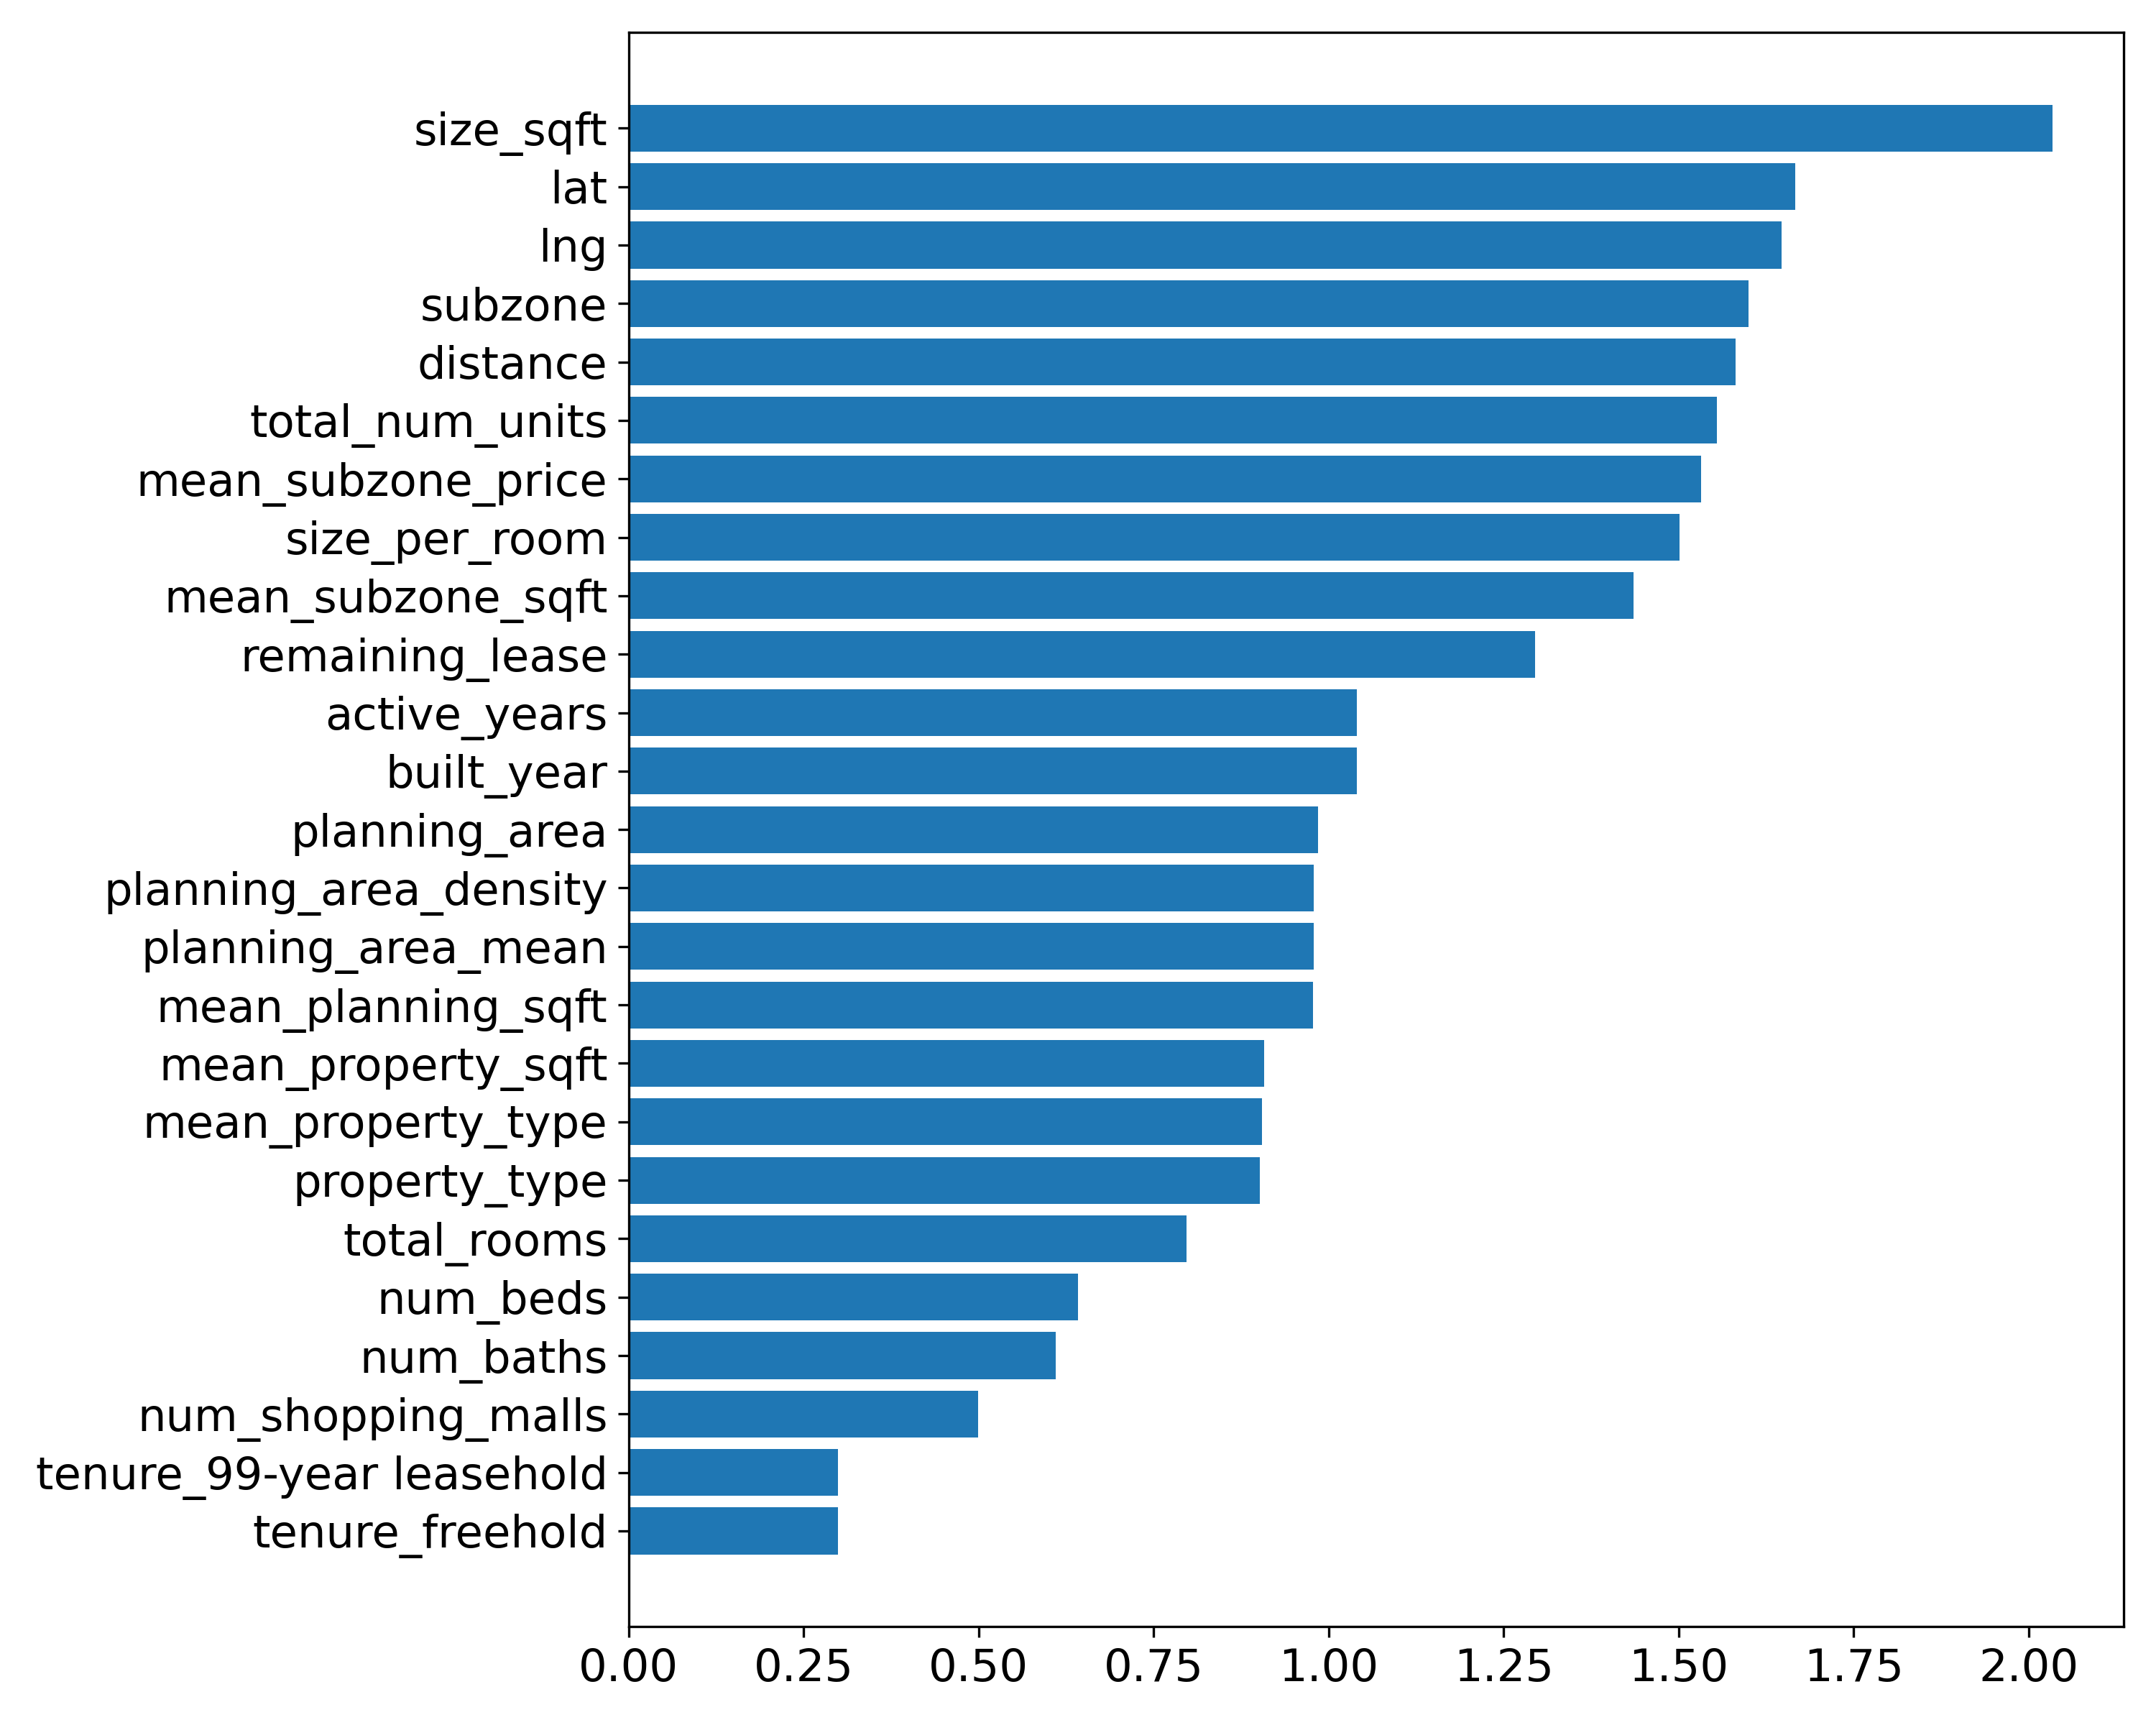 size_sqft
lat
lng
subzone
distance
total_num_units
mean_subzone_price
size_per_room
mean_subzone_sqft
remaining_lease
active_years
built_year
planning_area
planning_area_density
planning_area_mean
mean_planning_sqft
mean_property_sqft
mean_property_type
property_type
total_rooms
num_beds
num_baths
num_shopping_malls
tenure_99-year leasehold
tenure_freehold
0.00 0.25 0.50 0.75 1.00 1.25 1.50 1.75 2.00